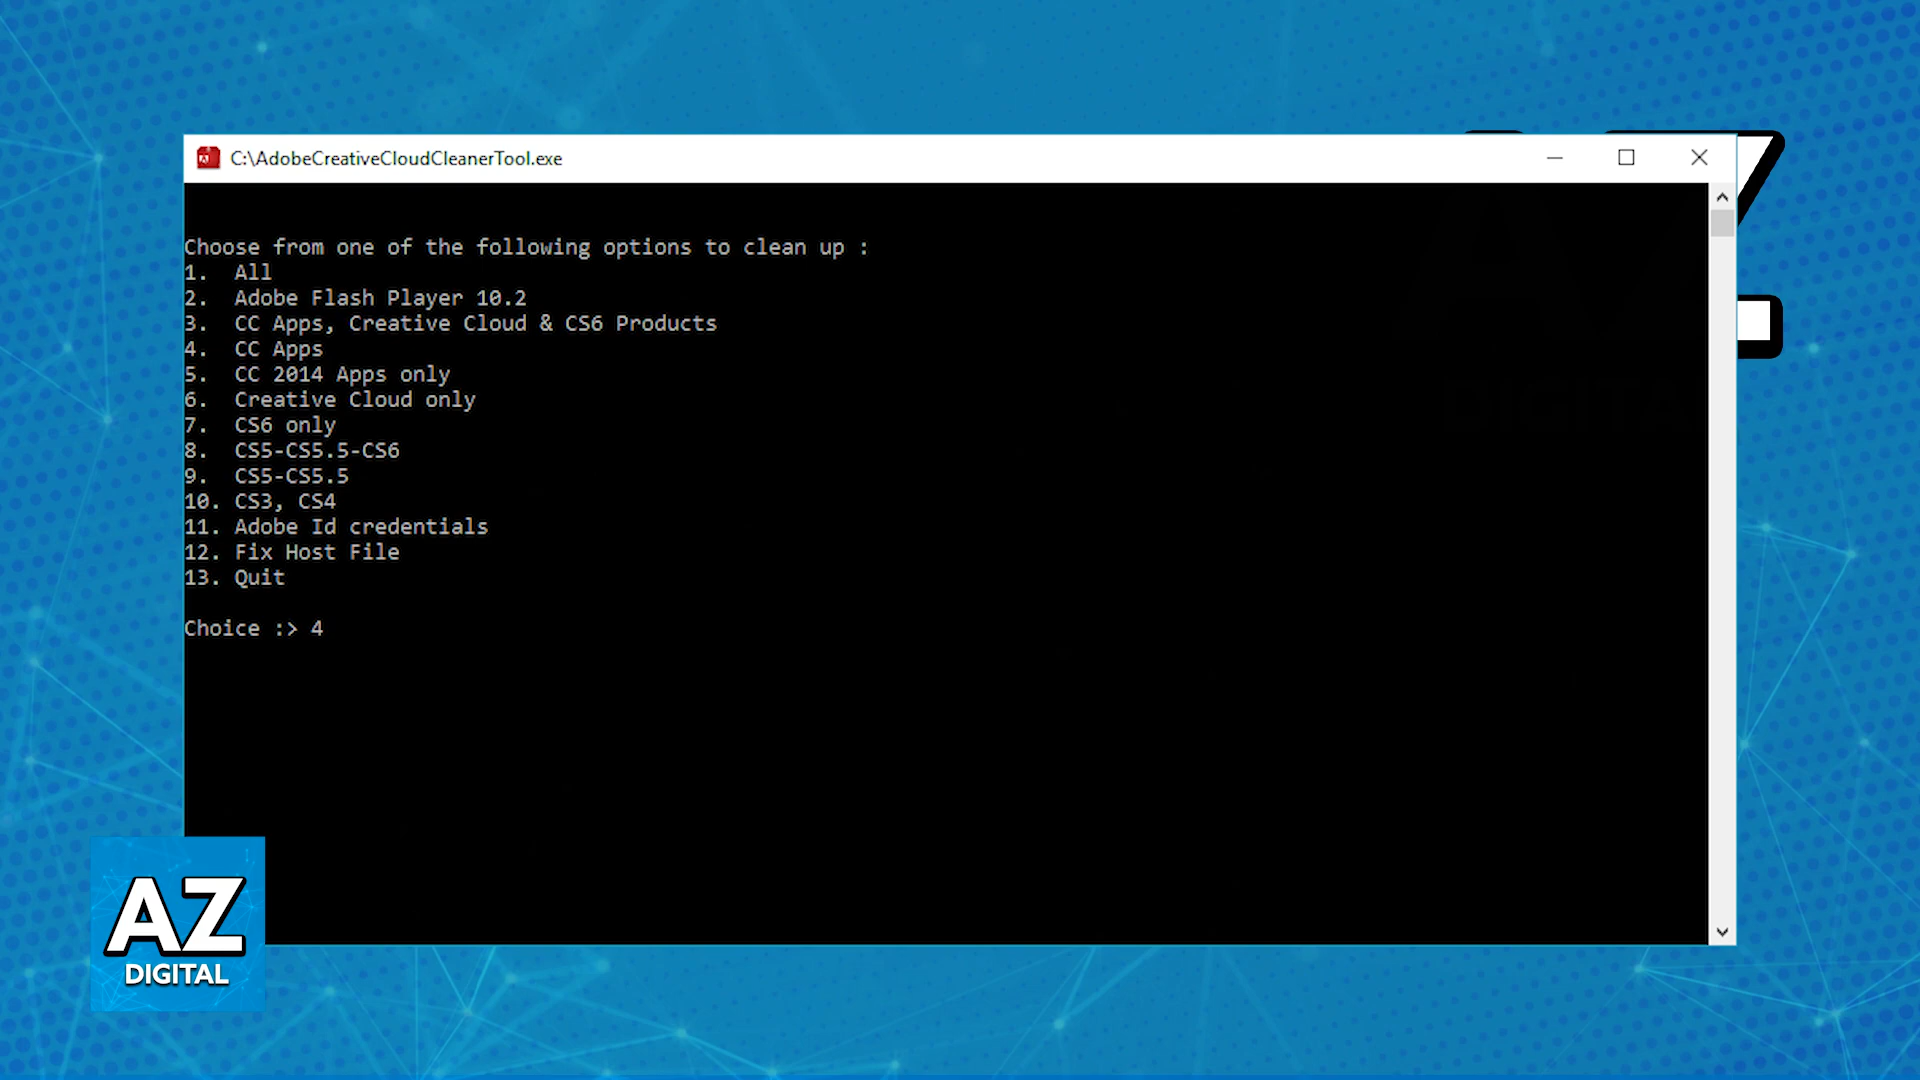 C:\AdobeCreativeCloudCleanerTool.exe
Choose from one of the following options to clean up :
1. All
2. Adobe Flash Player 10.2
3. CC Apps, Creative Cloud & CS6 Products
4. CC Apps
5. CC 2014 Apps only
6. Creative Cloud only
7. CS6 only
8. CS5-CS5.5-CS6
9. CS5-CS5.5
10. CS3, CS4
11. Adobe Id credentials
12. Fix Host File
13. Quit
Choice :> 4
AZ
DIGITAL